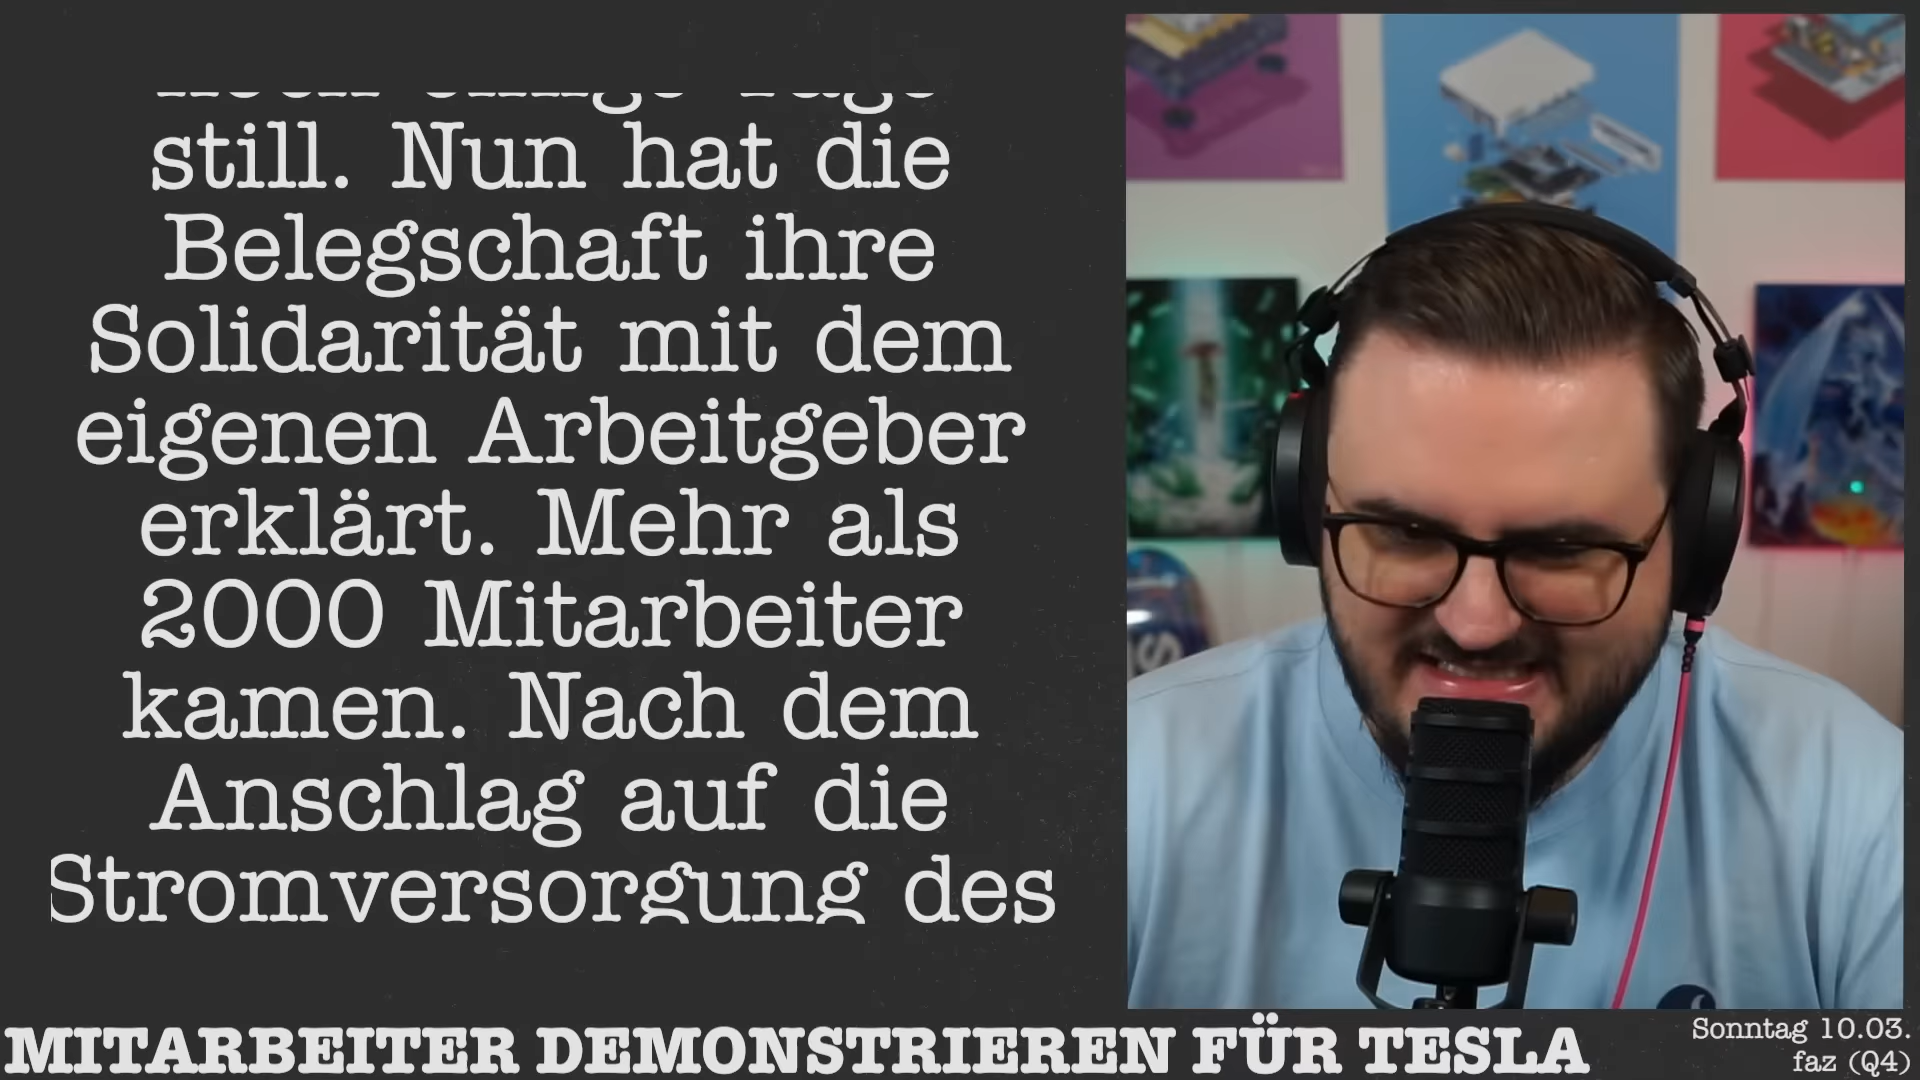 still. Nun hat die
Belegschaft ihre
Solidarität mit dem
eigenen Arbeitgeber
erklärt. Mehr als
2000 Mitarbeiter
kamen. Nach dem
Anschlag auf die
Stromversorgung des
MITARBEITER DEMONSTRIEREN FÜR TESLA
Sonntag 10.03.
faz (Q4)